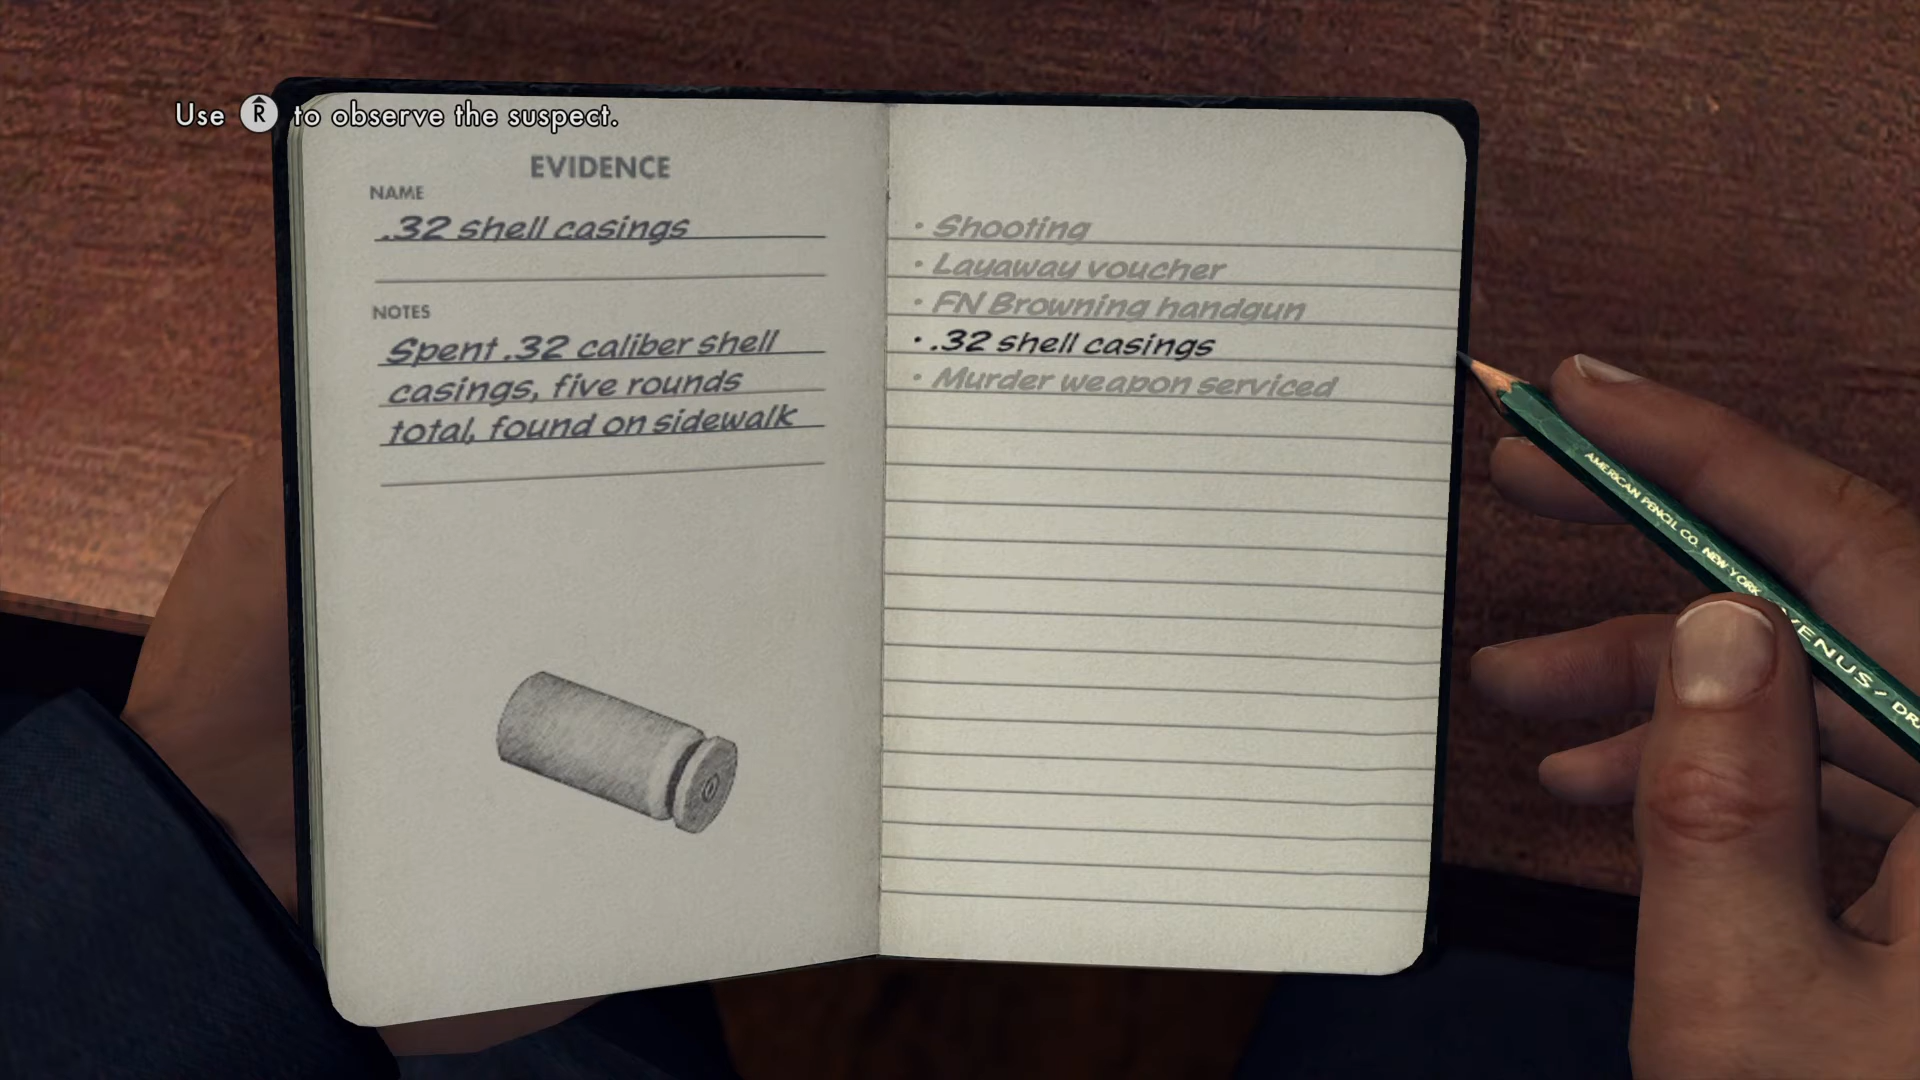 Use R to observe the suspect.
EVIDENCE
NAME
.32 shell casings
NOTES
Spent .32 caliber shell
casings, five rounds
total, found on sidewalk
• Shooting
• Layaway voucher
• FN Browning handgun
• .32 shell casings
• Murder weapon serviced
AMERICAN PENCIL CO. NEW YORK
VENUS DR